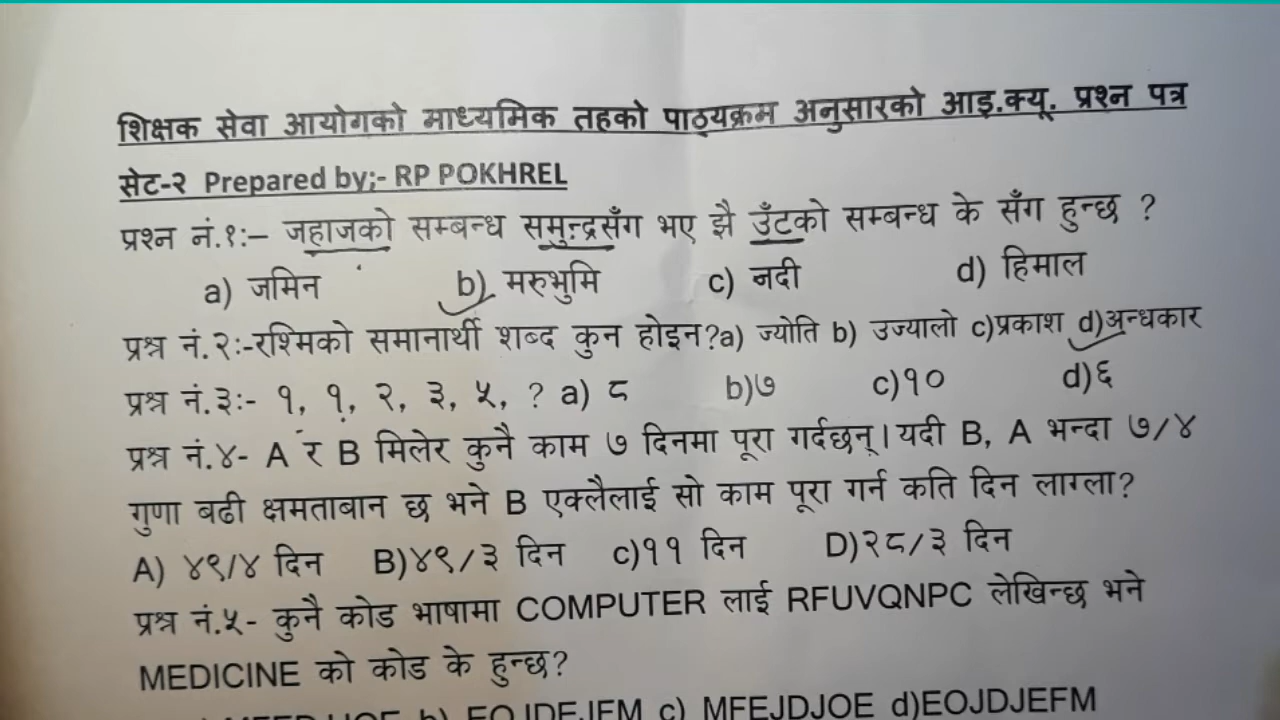 शिक्षक सेवा आयोगको माध्यमिक तहको पाठ्यक्रम अनुसारको आइ.क्यू. प्रश्न पत्र
सेट-२ Prepared by;- RP POKHREL
प्रश्न नं.१:– जहाजको सम्बन्ध समुन्द्रसँग भए झै उँटको सम्बन्ध के सँग हुन्छ ?
a) जमिन b) मरुभुमि c) नदी d) हिमाल
प्रश्न नं.२:-रश्मिको समानार्थी शब्द कुन होइन?a) ज्योति b) उज्यालो c)प्रकाश d)अन्धकार
प्रश्न नं.३:- १, १, २, ३, ५, ? a) ८ b)७ c)१० d)६
प्रश्न नं.४- A र B मिलेर कुनै काम ७ दिनमा पूरा गर्दछन्।यदी B, A भन्दा ७/४
गुणा बढी क्षमताबान छ भने B एक्लैलाई सो काम पूरा गर्न कति दिन लाग्ला?
A) ४९/४ दिन B)४९/३ दिन c)११ दिन D)२८/३ दिन
प्रश्न नं.५- कुनै कोड भाषामा COMPUTER लाई RFUVQNPC लेखिन्छ भने
MEDICINE को कोड के हुन्छ?
b) EOJDEJFM c) MFEJDJOE d)EOJDJEFM